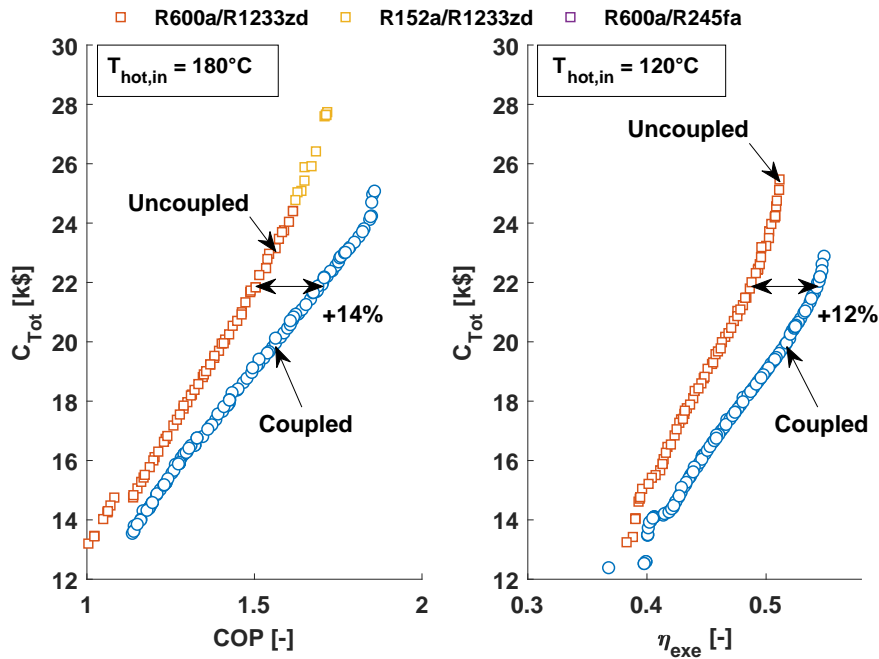 R600a/R1233zd R152a/R1233zd R600a/R245fa
T_hot,in = 180°C
30
28
26
24
22
20
18
16
14
12
C_Tot [k$]
Uncoupled
+14%
Coupled
1 1.5 2
COP [-]
T_hot,in = 120°C
30
28
26
24
22
20
18
16
14
12
C_Tot [k$]
Uncoupled
+12%
Coupled
0.3 0.4 0.5
η_exe [-]